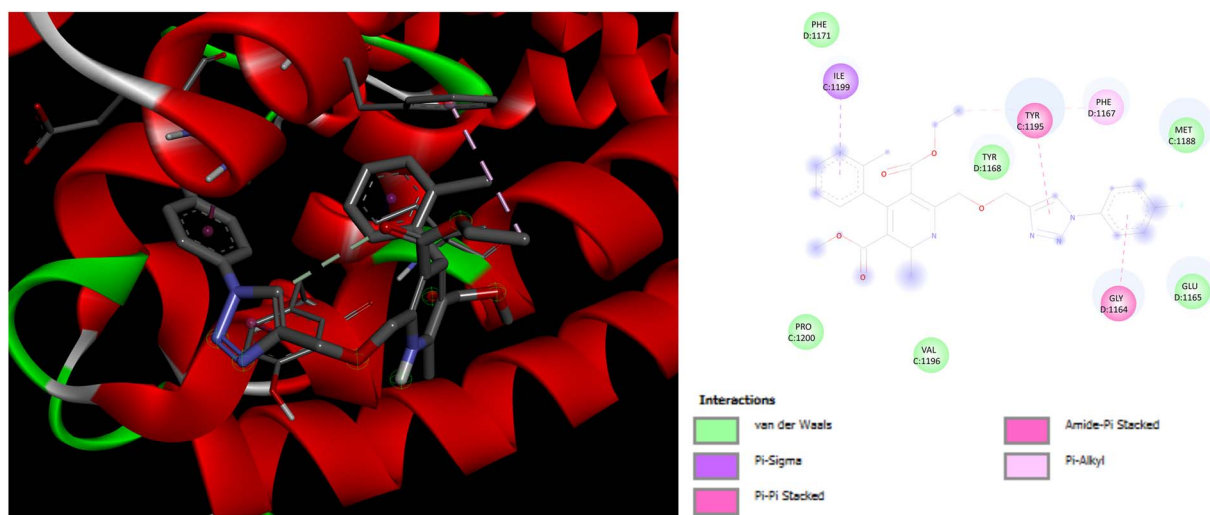 PHE
D:1171
ILE
C:1199
TYR
C:1195
PHE
D:1167
MET
D:1188
TYR
D:1168
O
O
O
N
N
N
O
O
N
GLY
D:1164
GLU
D:1165
PRO
C:1200
VAL
C:1196
Interactions
van der Waals
Pi-Sigma
Pi-Pi Stacked
Amide-Pi Stacked
Pi-Alkyl